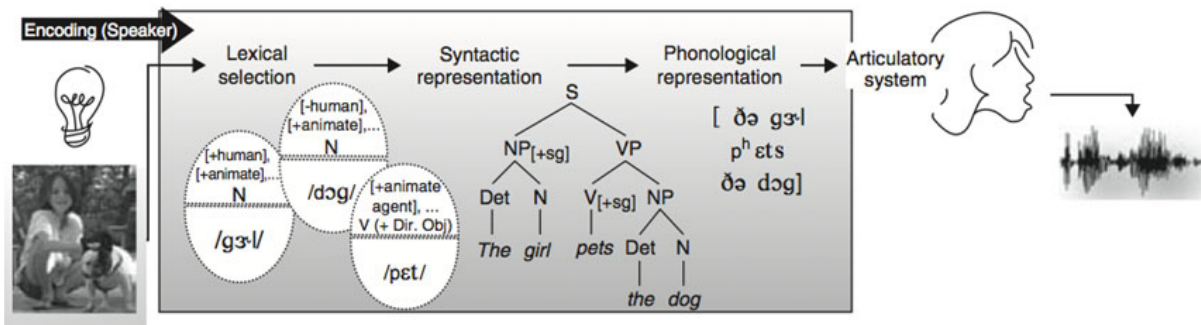 Encoding (Speaker)
Lexical
selection
Syntactic
representation
Phonological
representation
Articulatory
system
[+human],
[+animate],...
N
/gɝl/
[-human],
[+animate],...
N
/dɔg/
[+animate
agent], ...
V (+ Dir. Obj)
/pɛt/
S
NP[+sg] VP
Det N V[+sg] NP
The girl pets Det N
the dog
[ ðə gɝl
pʰ ɛts
ðə dɔg]